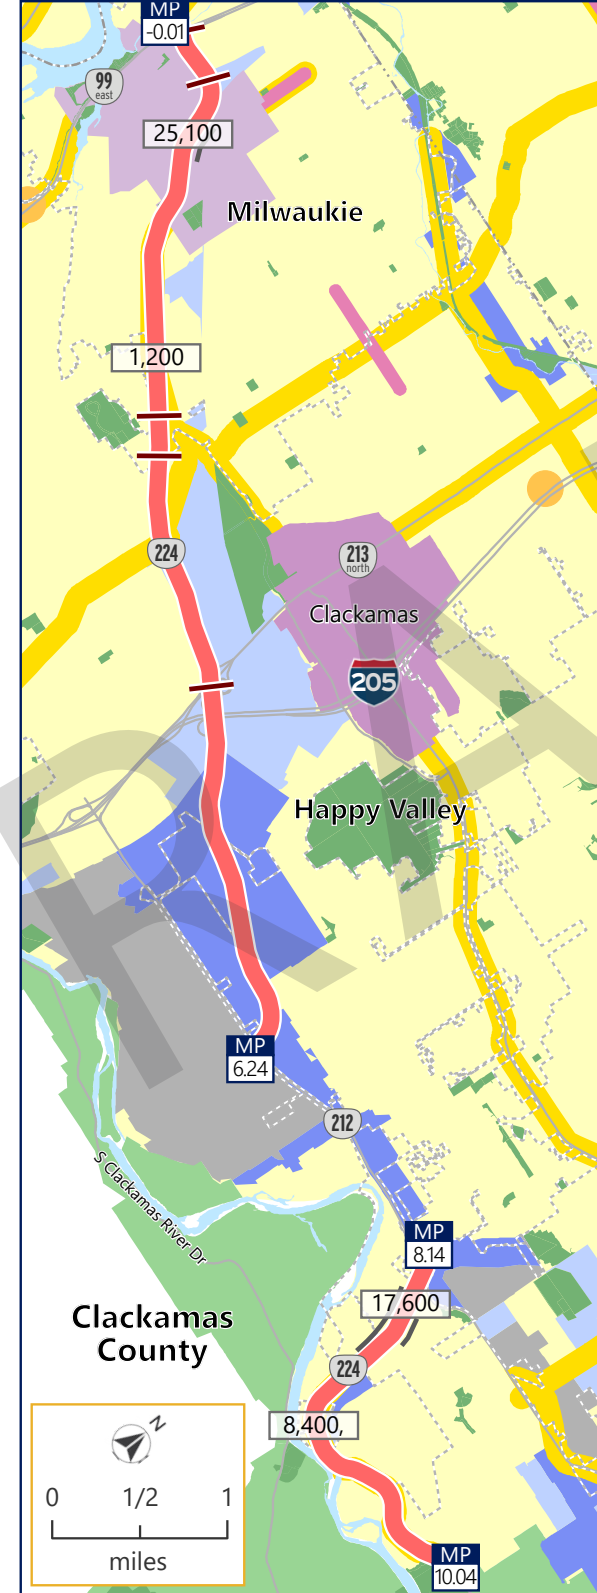 MP
-0.01
99
east
25,100
Milwaukie
1,200
224
213
north
Clackamas
205
Happy Valley
MP
6.24
212
S Clackamas River Dr
MP
8.14
17,600
Clackamas
County
224
8,400,
N
0 1/2 1
miles
MP
10.04